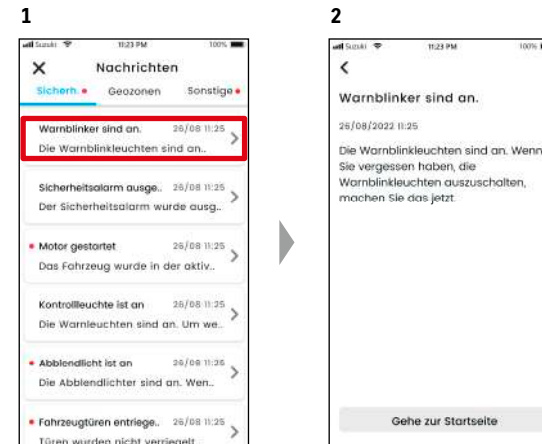 1
Suzuki 11:23 PM 100%
Nachrichten
Sicherh. Geozonen Sonstige
Warnblinker sind an. 26/08 11:25
Die Warnblinkleuchten sind an..
Sicherheitsalarm ausge.. 26/08 11:25
Der Sicherheitsalarm wurde ausg..
Motor gestartet 26/08 11:25
Das Fahrzeug wurde in der aktiv..
Kontrollleuchte ist an 26/08 11:25
Die Warnleuchten sind an. Um we..
Abblendlicht ist an 26/08 11:25
Die Abblendlichter sind an. Wen..
Fahrzeugtüren entriege.. 26/08 11:25
Türen wurden nicht verriegelt
2
Suzuki 11:23 PM 100%
Warnblinker sind an.
26/08/2022 11:25
Die Warnblinkleuchten sind an. Wenn
Sie vergessen haben, die
Warnblinkleuchten auszuschalten,
machen Sie das jetzt.
Gehe zur Startseite